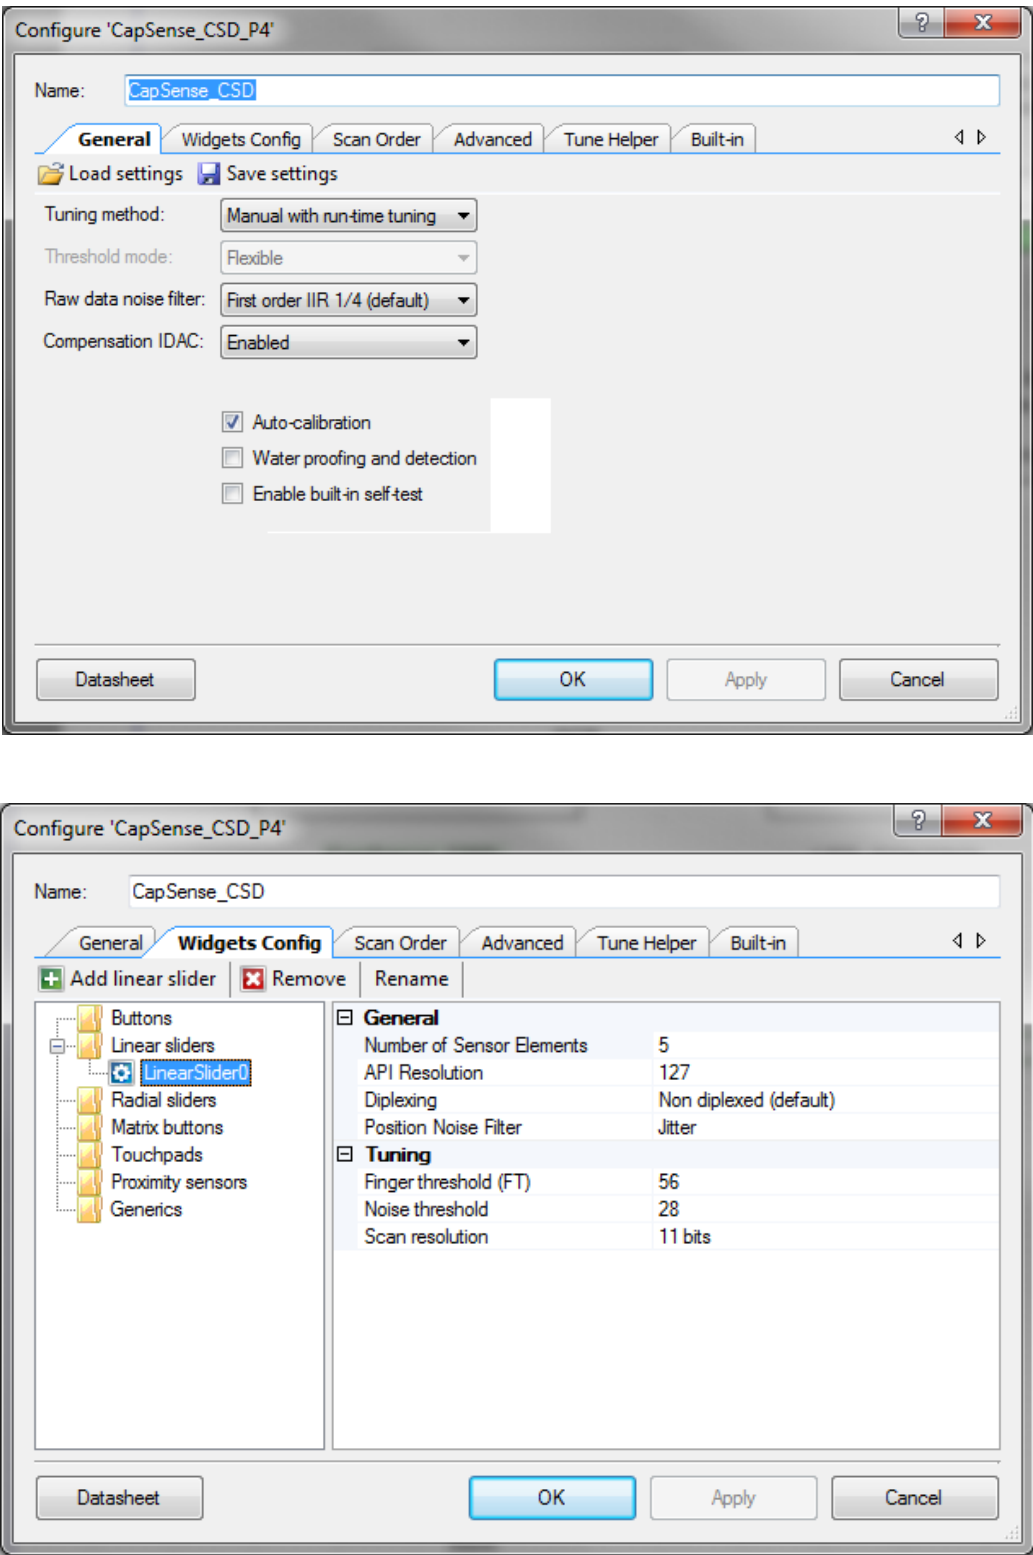 Configure 'CapSense_CSD_P4'
Name: CapSense_CSD
General Widgets Config Scan Order Advanced Tune Helper Built-in
Load settings Save settings
Tuning method: Manual with run-time tuning
Threshold mode: Flexible
Raw data noise filter: First order IIR 1/4 (default)
Compensation IDAC: Enabled
Auto-calibration
Water proofing and detection
Enable built-in self-test
Datasheet OK Apply Cancel
Configure 'CapSense_CSD_P4'
Name: CapSense_CSD
General Widgets Config Scan Order Advanced Tune Helper Built-in
Add linear slider Remove Rename
Buttons General
Linear sliders Number of Sensor Elements 5
LinearSlider0 API Resolution 127
Radial sliders Diplexing Non diplexed (default)
Matrix buttons Position Noise Filter Jitter
Touchpads Tuning
Proximity sensors Finger threshold (FT) 56
Generics Noise threshold 28
Scan resolution 11 bits
Datasheet OK Apply Cancel